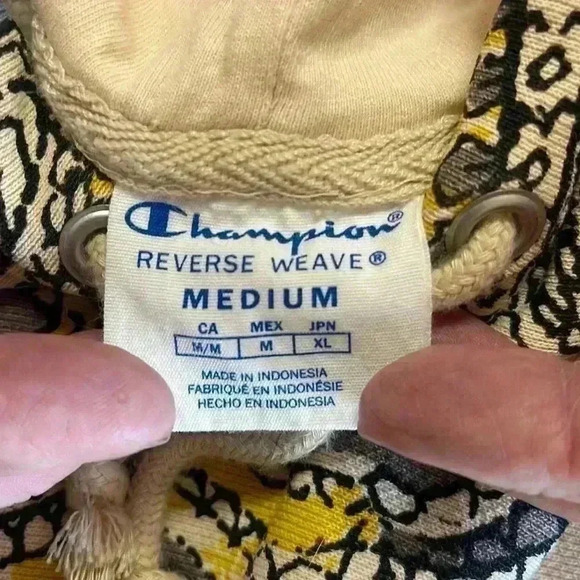 Champion®
REVERSE WEAVE®
MEDIUM
CA MEX JPN
M/M M XL
MADE IN INDONESIA
FABRIQUÉ EN INDONÉSIE
HECHO EN INDONESIA